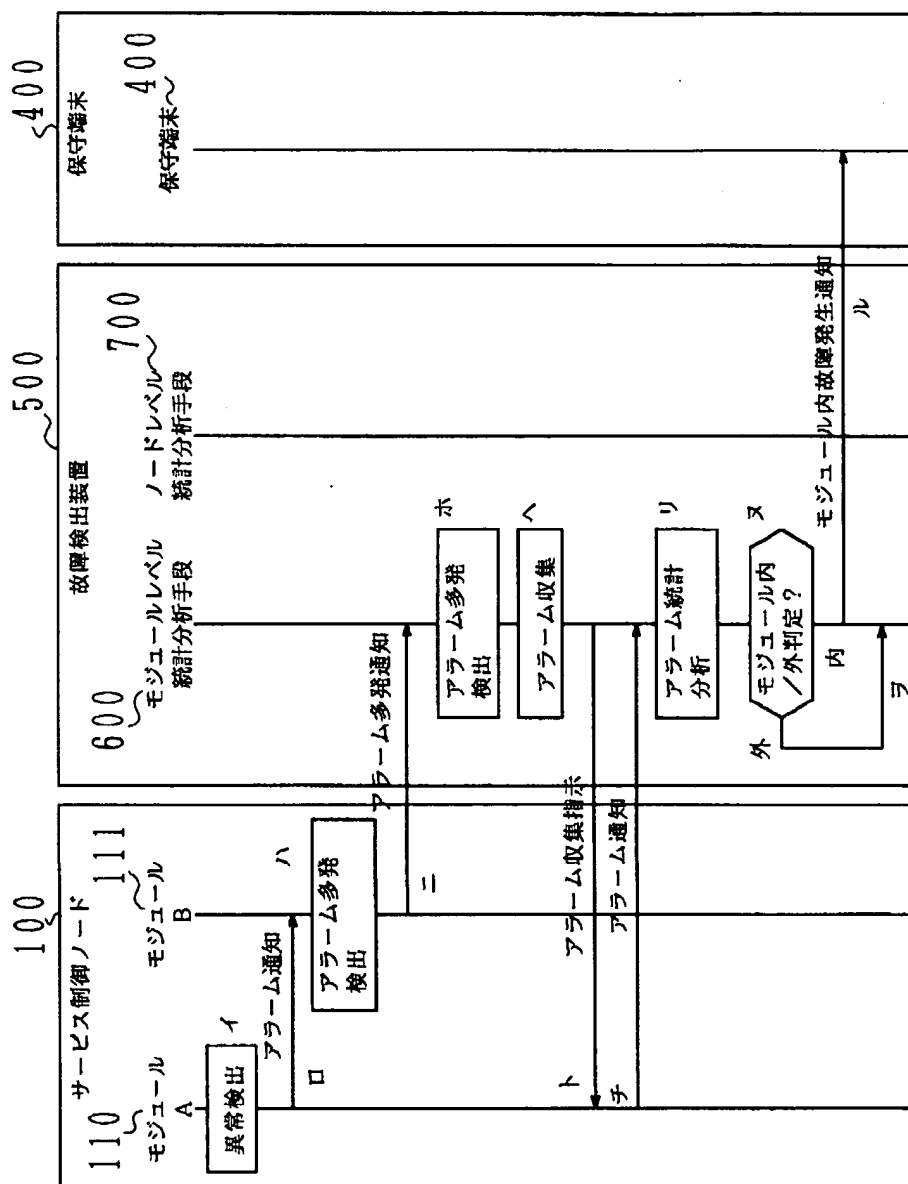 100
サービス制御ノード
110
モジュール
A
111
モジュール
B
500
故障検出装置
600
モジュールレベル
統計分析手段
700
ノードレベル
統計分析手段
400
保守端末
400
保守端末
異常検出
イ
アラーム通知
ロ
アラーム多発
検出
ハ
アラーム多発通知
ニ
アラーム多発
検出
ホ
アラーム収集
ヘ
アラーム収集指示
ト
アラーム通知
チ
アラーム統計
分析
リ
モジュール内
／外判定？
ヌ
外
内
モジュール内故障発生通知
ル
ヲ